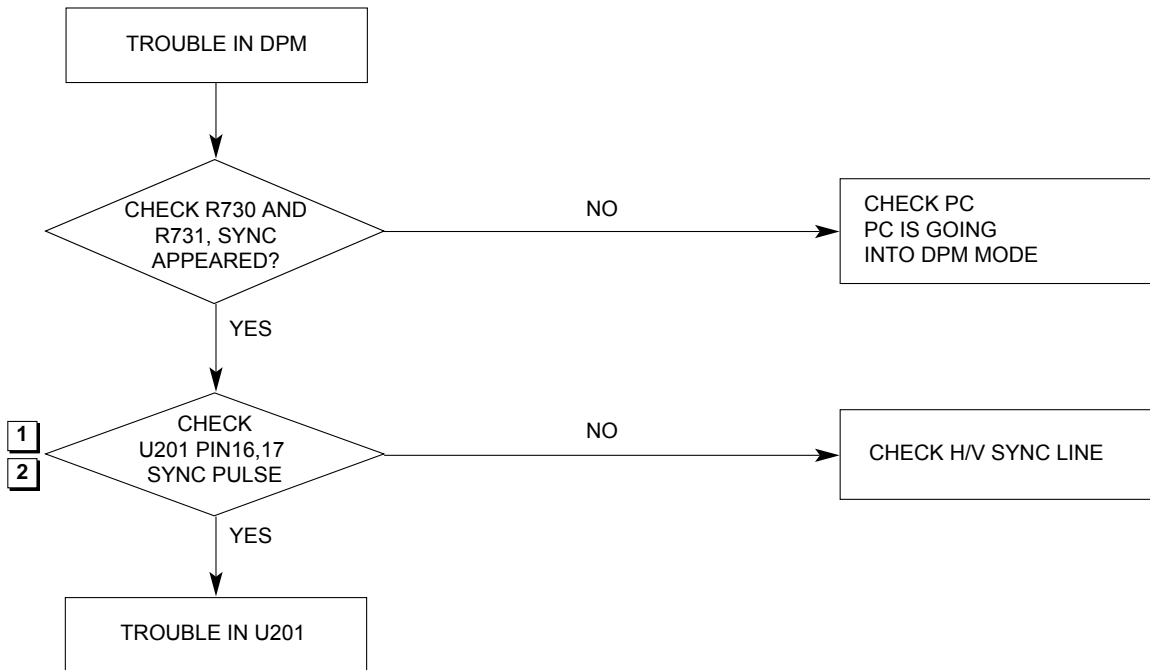 TROUBLE IN DPM
CHECK R730 AND
R731, SYNC
APPEARED?
NO
CHECK PC
PC IS GOING
INTO DPM MODE
YES
1
2
CHECK
U201 PIN16,17
SYNC PULSE
NO
CHECK H/V SYNC LINE
YES
TROUBLE IN U201